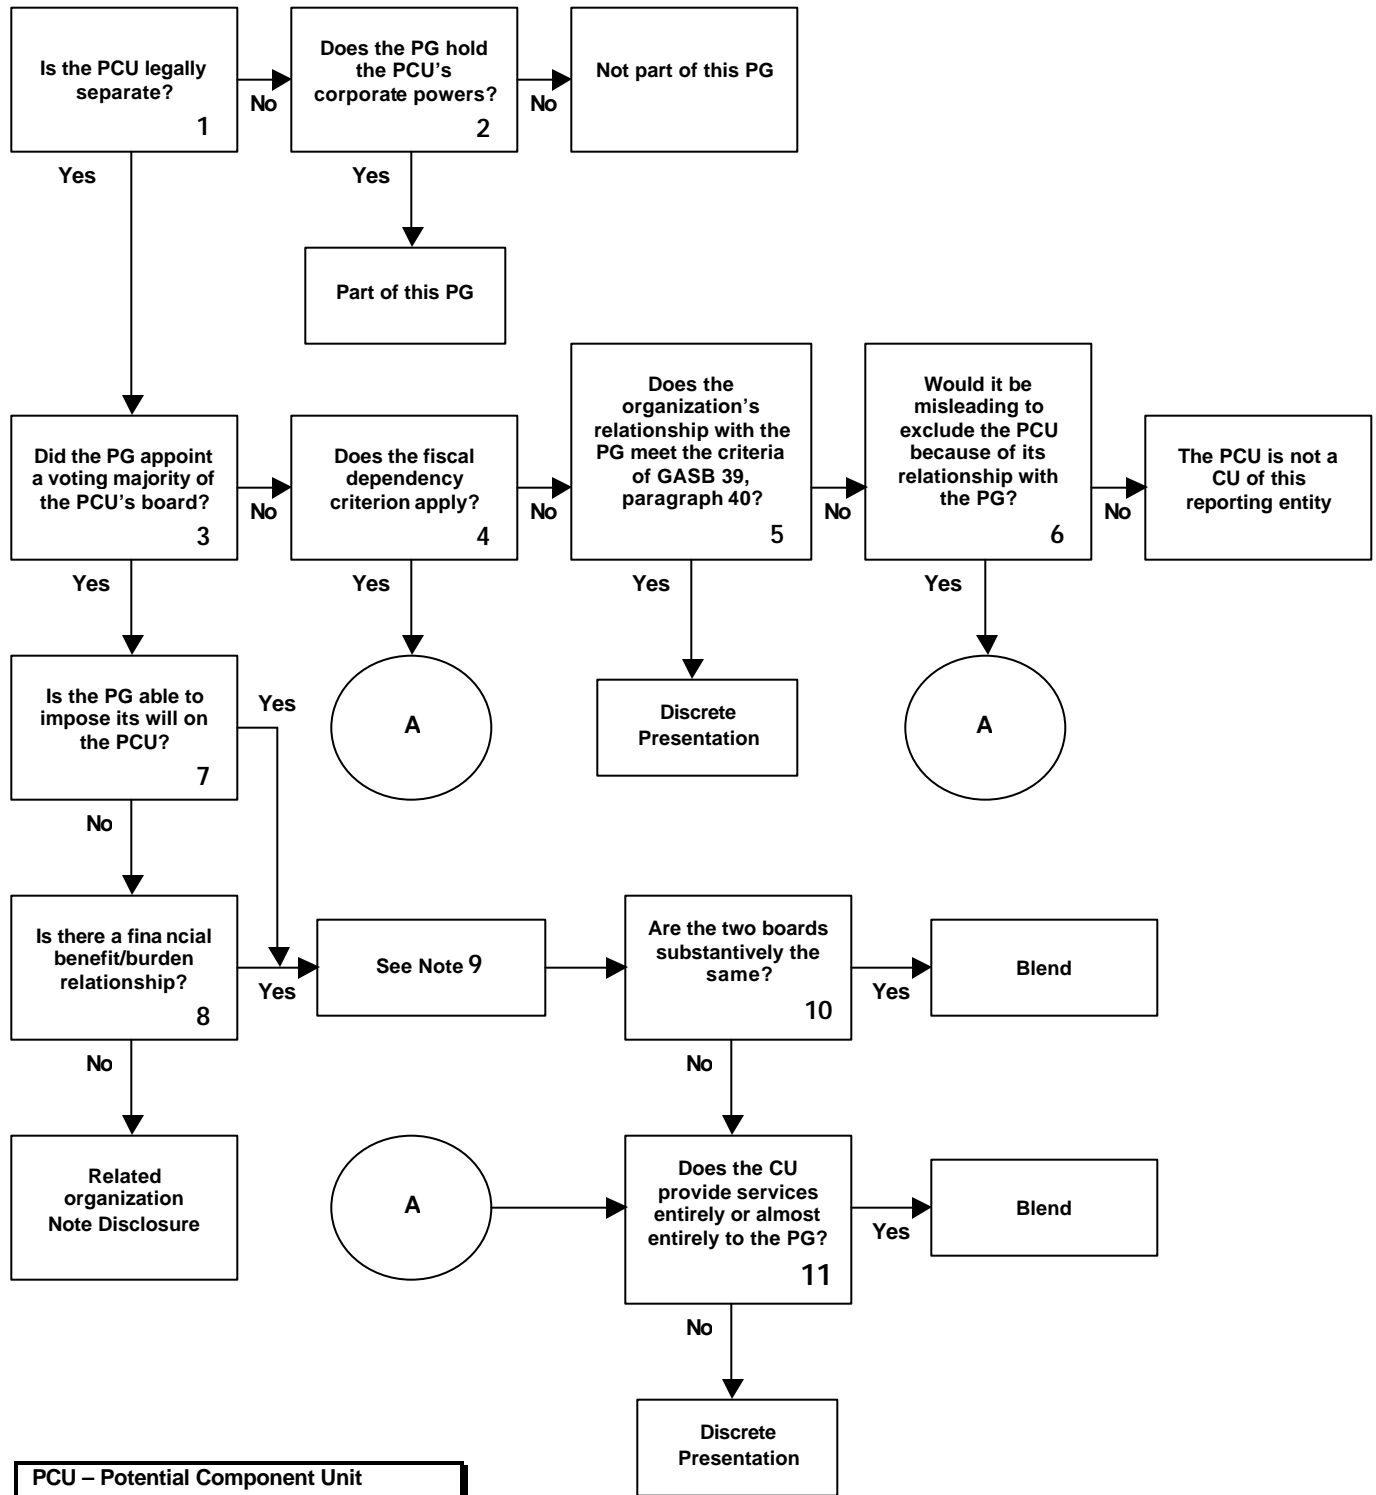 Is the PCU legally
separate?
1
No
Yes
Does the PG hold
the PCU's
corporate powers?
2
No
Yes
Not part of this PG
Part of this PG
Did the PG appoint
a voting majority of
the PCU's board?
3
No
Yes
Does the fiscal
dependency
criterion apply?
4
No
Yes
Does the
organization's
relationship with the
PG meet the criteria
of GASB 39,
paragraph 40?
5
No
Yes
Would it be
misleading to
exclude the PCU
because of its
relationship with
the PG?
6
No
Yes
The PCU is not a
CU of this
reporting entity
Is the PG able to
impose its will on
the PCU?
7
Yes
No
A
Discrete
Presentation
A
Is there a fina ncial
benefit/burden
relationship?
8
Yes
No
See Note 9
Are the two boards
substantively the
same?
10
Yes
No
Blend
Related
organization
Note Disclosure
A
Does the CU
provide services
entirely or almost
entirely to the PG?
11
Yes
No
Blend
Discrete
Presentation
PCU – Potential Component Unit